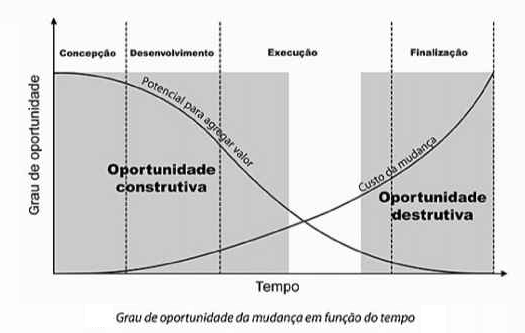 Concepção
Desenvolvimento
Execução
Finalização
Grau de oportunidade
Potencial para agregar valor
Oportunidade
construtiva
Custo da mudança
Oportunidade
destrutiva
Tempo
Grau de oportunidade da mudança em função do tempo